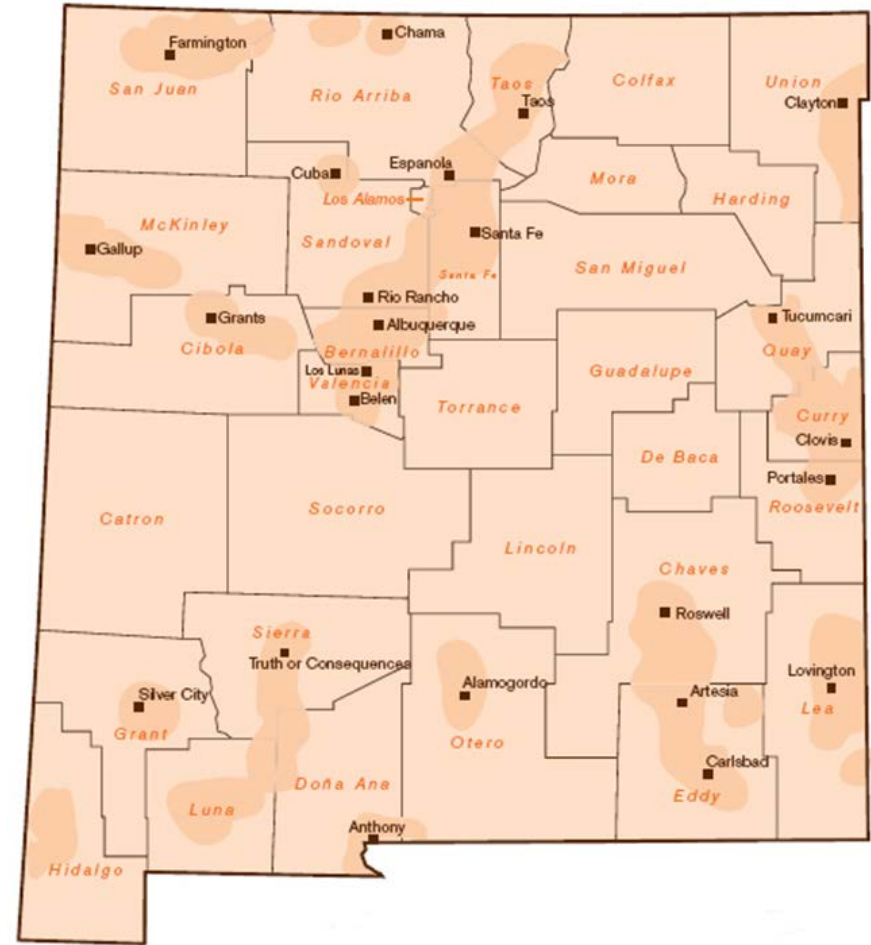 Chama
Farmington
San Juan
Rio Arriba
Taos
Colfax
Union
Taos
Clayton
Espanola
Cuba
Mora
Harding
Los Alamos
McKinley
Sandoval
Santa Fe
Gallup
San Miguel
Santa Fe
Rio Rancho
Grants
Albuquerque
Tucumcari
Cibola
Bernalillo
Quay
Los Lunas
Guadalupe
Valencia
Belen
Torrance
Curry
Clovis
De Baca
Portales
Roosevelt
Socorro
Catron
Lincoln
Chaves
Roswell
Sierra
Truth or Consequences
Lovington
Alamogordo
Silver City
Artesia
Lea
Grant
Otero
Carlsbad
Doña Ana
Eddy
Luna
Anthony
Hidalgo